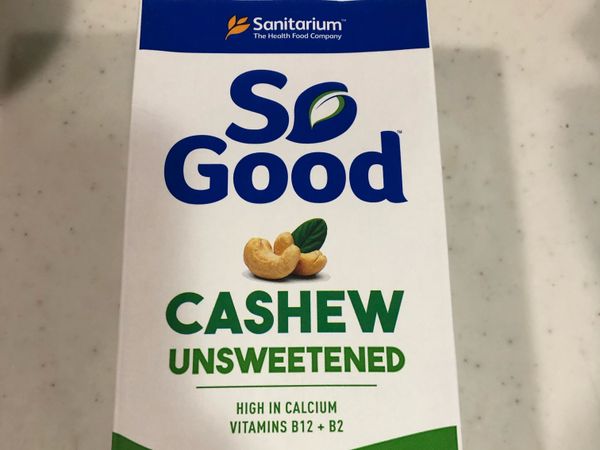 Sanitarium™
The Health Food Company
So
Good™
CASHEW
UNSWEETENED
HIGH IN CALCIUM
VITAMINS B12 + B2